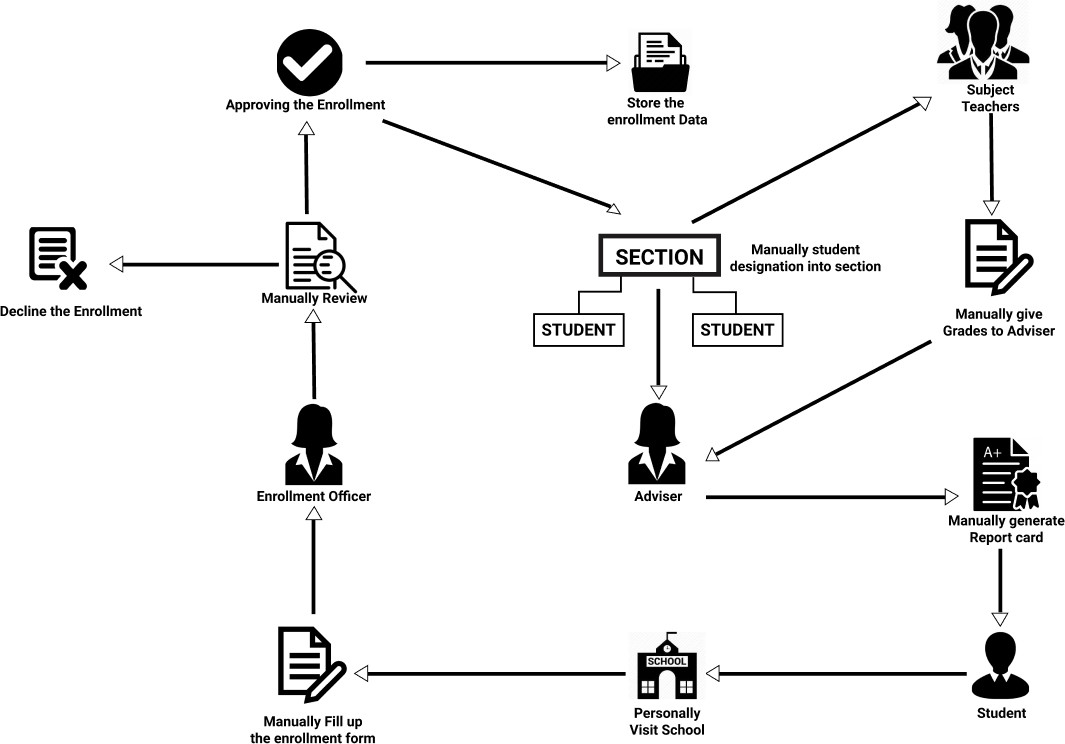 Approving the Enrollment
Store the
enrollment Data
Subject
Teachers
Decline the Enrollment
Manually Review
SECTION
Manually student
designation into section
STUDENT
STUDENT
Manually give
Grades to Adviser
Enrollment Officer
Adviser
A+
Manually generate
Report card
Manually Fill up
the enrollment form
SCHOOL
Personally
Visit School
Student